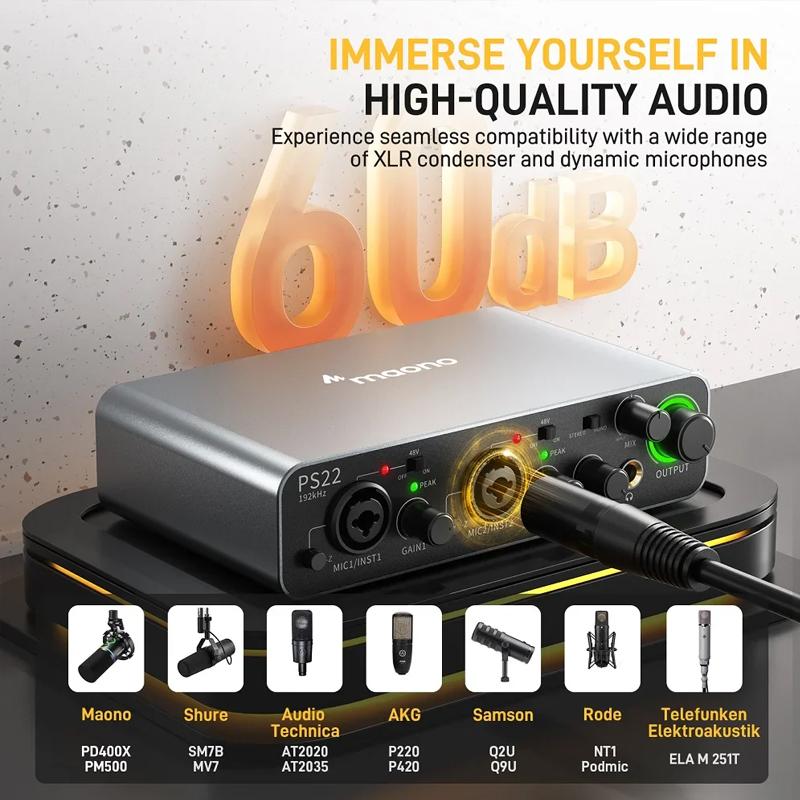 IMMERSE YOURSELF IN
HIGH-QUALITY AUDIO
Experience seamless compatibility with a wide range
of XLR condenser and dynamic microphones
60dB
maono
PS22
192kHz
48V
OFF
ON
PEAK
MIC1/INST1
GAIN1
MIC2/INST2
48V
ON
PEAK
STEREO
MONO
MIX
OUTPUT
Maono
PD400X
PM500
Shure
SM7B
MV7
Audio
Technica
AT2020
AT2035
AKG
P220
P420
Samson
Q2U
Q9U
Rode
NT1
Podmic
Telefunken
Elektroakustik
ELA M 251T